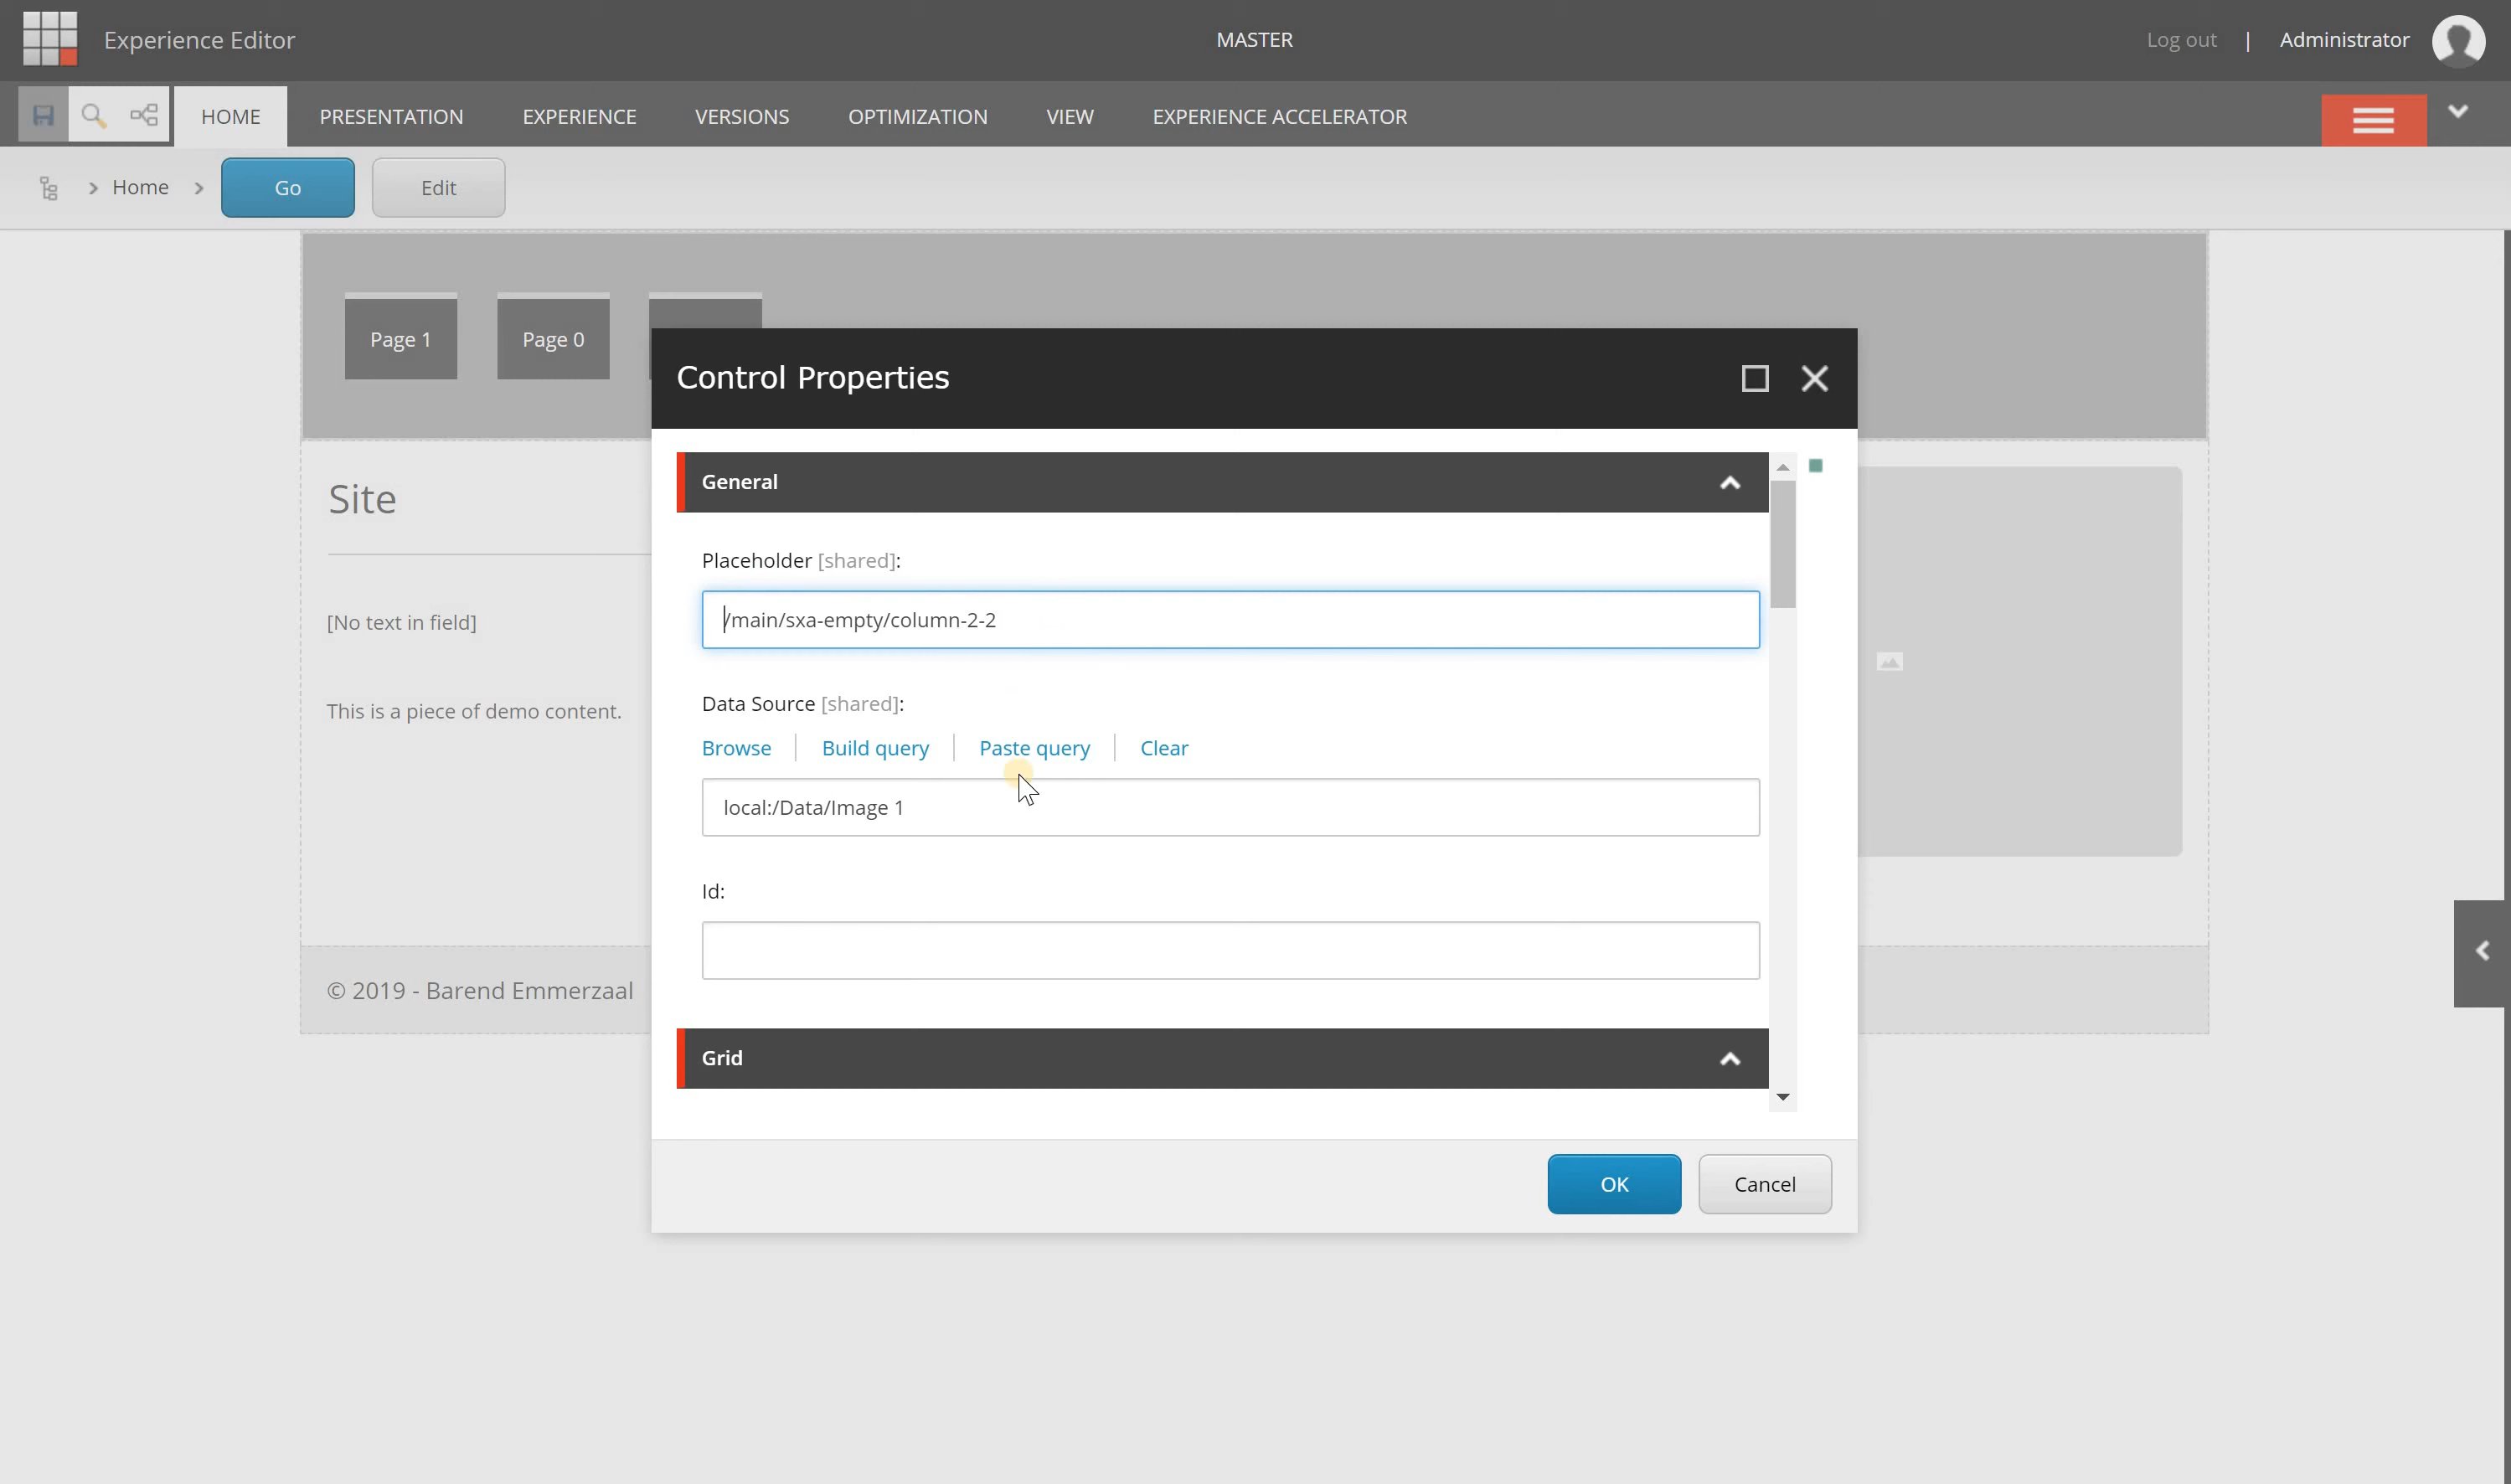 Experience Editor
MASTER
Log out | Administrator
HOME PRESENTATION EXPERIENCE VERSIONS OPTIMIZATION VIEW EXPERIENCE ACCELERATOR
Home Go Edit
Page 1 Page 0
Control Properties
General
Site
Placeholder [shared]:
/main/sxa-empty/column-2-2
[No text in field]
Data Source [shared]:
This is a piece of demo content.
Browse Build query Paste query Clear
local:/Data/Image 1
Id:
© 2019 - Barend Emmerzaal
Grid
OK Cancel